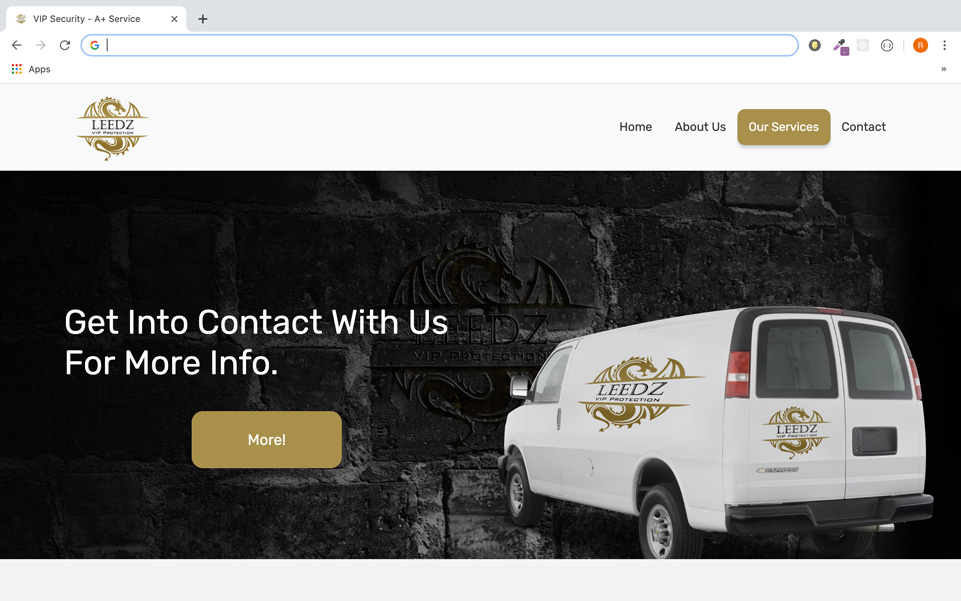 VIP Security - A+ Service
R
Apps
LEEDZ
VIP PROTECTION
Home
About Us
Our Services
Contact
LEEDZ
VIP PROTECTION
Get Into Contact With Us
For More Info.
More!
LEEDZ
VIP PROTECTION
LEEDZ
VIP PROTECTION